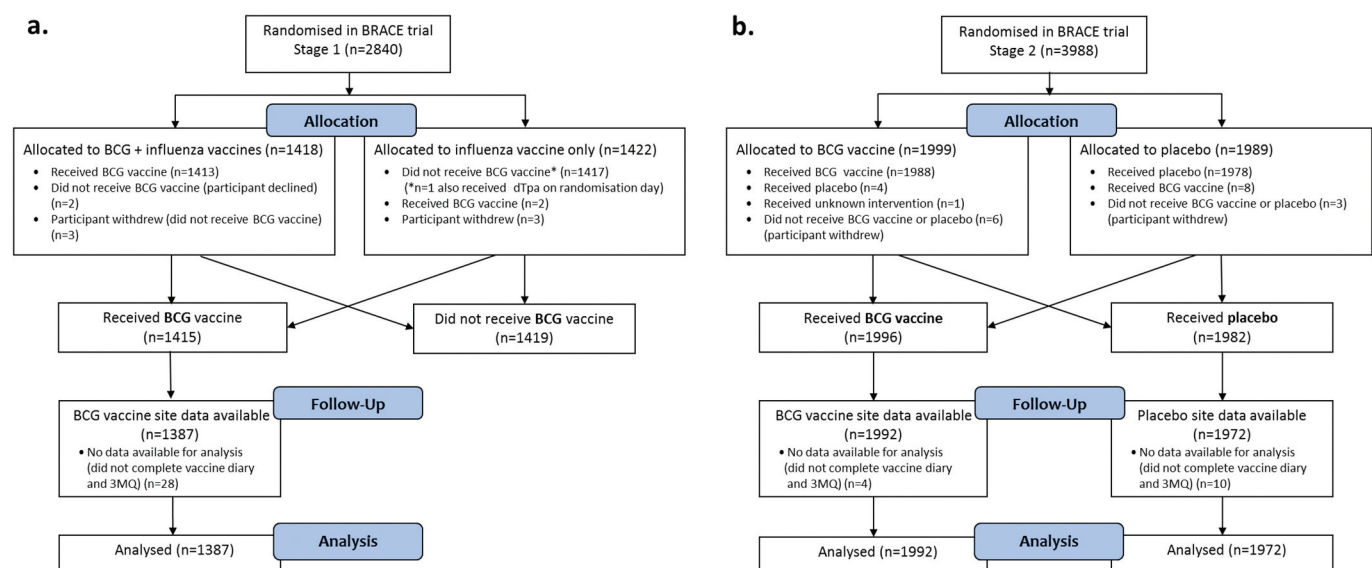 a.
Randomised in BRACE trial
Stage 1 (n=2840)
Allocation
Allocated to BCG + influenza vaccines (n=1418)
• Received BCG vaccine (n=1413)
• Did not receive BCG vaccine (participant declined)
(n=2)
• Participant withdrew (did not receive BCG vaccine)
(n=3)
Allocated to influenza vaccine only (n=1422)
• Did not receive BCG vaccine* (n=1417)
(*n=1 also received dTpa on randomisation day)
• Received BCG vaccine (n=2)
• Participant withdrew (n=3)
Received BCG vaccine
(n=1415)
Did not receive BCG vaccine
(n=1419)
Follow-Up
BCG vaccine site data available
(n=1387)
• No data available for analysis
(did not complete vaccine diary
and 3MQ) (n=28)
Analysis
Analysed (n=1387)
b.
Randomised in BRACE trial
Stage 2 (n=3988)
Allocation
Allocated to BCG vaccine (n=1999)
• Received BCG vaccine (n=1988)
• Received placebo (n=4)
• Received unknown intervention (n=1)
• Did not receive BCG vaccine or placebo (n=6)
(participant withdrew)
Allocated to placebo (n=1989)
• Received placebo (n=1978)
• Received BCG vaccine (n=8)
• Did not receive BCG vaccine or placebo (n=3)
(participant withdrew)
Received BCG vaccine
(n=1996)
Received placebo
(n=1982)
Follow-Up
BCG vaccine site data available
(n=1992)
• No data available for analysis
(did not complete vaccine diary
and 3MQ) (n=4)
Placebo site data available
(n=1972)
• No data available for analysis
(did not complete vaccine diary
and 3MQ) (n=10)
Analysis
Analysed (n=1992)
Analysed (n=1972)